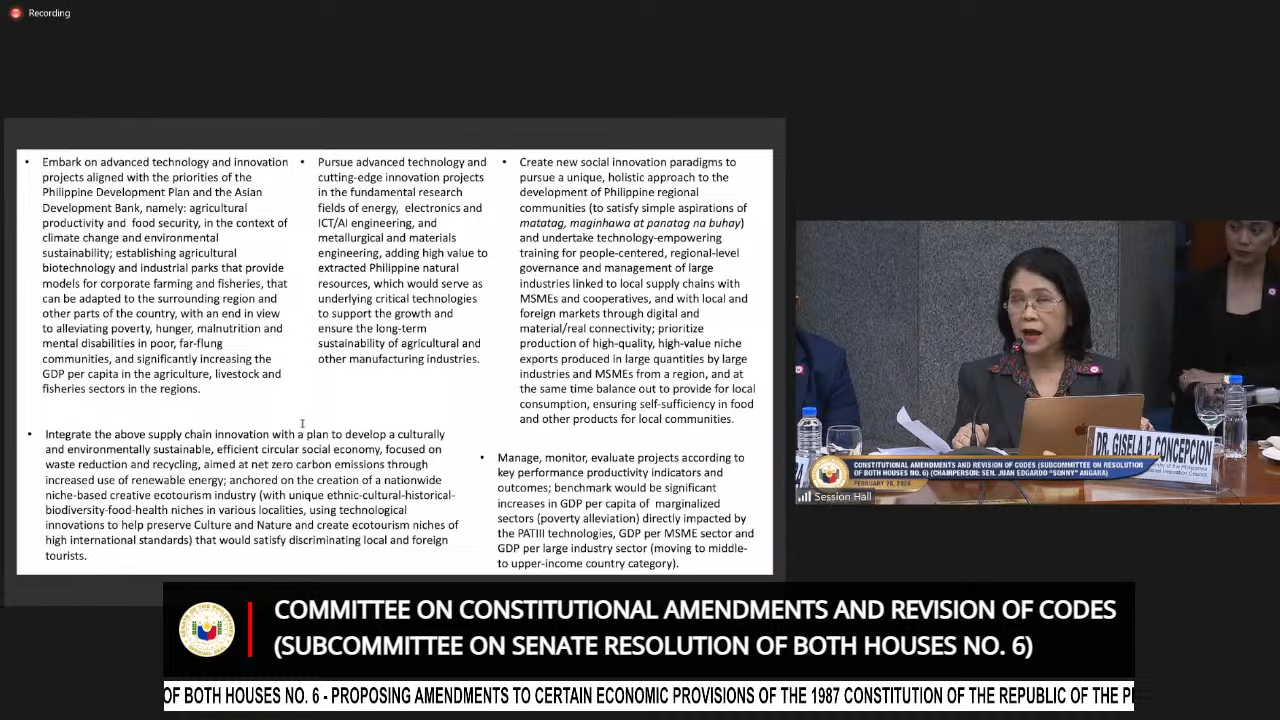 Recording
• Embark on advanced technology and innovation
projects aligned with the priorities of the
Philippine Development Plan and the Asian
Development Bank, namely: agricultural
productivity and food security, in the context of
climate change and environmental
sustainability; establishing agricultural
biotechnology and industrial parks that provide
models for corporate farming and fisheries, that
can be adapted to the surrounding region and
other parts of the country, with an end in view
to alleviating poverty, hunger, malnutrition and
mental disabilities in poor, far-flung
communities, and significantly increasing the
GDP per capita in the agriculture, livestock and
fisheries sectors in the regions.
• Pursue advanced technology and
cutting-edge innovation projects
in the fundamental research
fields of energy, electronics and
ICT/AI engineering, and
metallurgical and materials
engineering, adding high value to
extracted Philippine natural
resources, which would serve as
underlying critical technologies
to support the growth and
ensure the long-term
sustainability of agricultural and
other manufacturing industries.
• Create new social innovation paradigms to
pursue a unique, holistic approach to the
development of Philippine regional
communities (to satisfy simple aspirations of
matatag, maginhawa at panatag na buhay)
and undertake technology-empowering
training for people-centered, regional-level
governance and management of large
industries linked to local supply chains with
MSMEs and cooperatives, and with local and
foreign markets through digital and
material/real connectivity; prioritize
production of high-quality, high-value niche
exports produced in large quantities by large
industries and MSMEs from a region, and at
the same time balance out to provide for local
consumption, ensuring self-sufficiency in food
and other products for local communities.
• Integrate the above supply chain innovation with a plan to develop a culturally
and environmentally sustainable, efficient circular social economy, focused on
waste reduction and recycling, aimed at net zero carbon emissions through
increased use of renewable energy; anchored on the creation of a nationwide
niche-based creative ecotourism industry (with unique ethnic-cultural-historical-
biodiversity-food-health niches in various localities, using technological
innovations to help preserve Culture and Nature and create ecotourism niches of
high international standards) that would satisfy discriminating local and foreign
tourists.
• Manage, monitor, evaluate projects according to
key performance productivity indicators and
outcomes; benchmark would be significant
increases in GDP per capita of marginalized
sectors (poverty alleviation) directly impacted by
the PATIII technologies, GDP per MSME sector and
GDP per large industry sector (moving to middle-
to upper-income country category).
DR. GISELA P. CONCEPCION
CONSTITUTIONAL AMENDMENTS AND REVISION OF CODES (SUBCOMMITTEE ON RESOLUTION
OF BOTH HOUSES NO. 6) (CHAIRPERSON: SEN. JUAN EDGARDO "SONNY" ANGARA)
FEBRUARY 26, 2024
Session Hall
COMMITTEE ON CONSTITUTIONAL AMENDMENTS AND REVISION OF CODES
(SUBCOMMITTEE ON SENATE RESOLUTION OF BOTH HOUSES NO. 6)
OF BOTH HOUSES NO. 6 - PROPOSING AMENDMENTS TO CERTAIN ECONOMIC PROVISIONS OF THE 1987 CONSTITUTION OF THE REPUBLIC OF THE